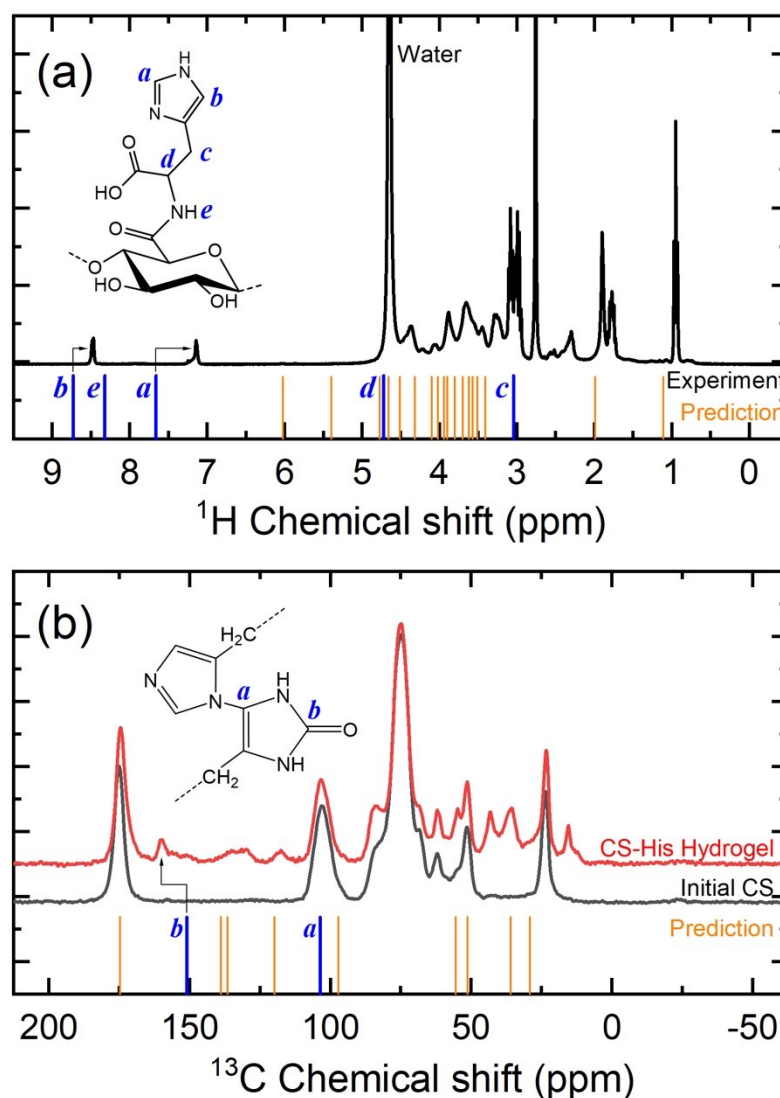 (a)
Water
H
N
a
b
N
c
O
d
HO
NH
e
O
O
O
HO
OH
b
e
a
d
c
Experiment
Prediction
9 8 7 6 5 4 3 2 1 0
¹H Chemical shift (ppm)
(b)
H₂C
N
H
N
a
N
b
O
NH
CH₂
CS-His Hydrogel
Initial CS
b
a
Prediction
200 150 100 50 0 -50
¹³C Chemical shift (ppm)